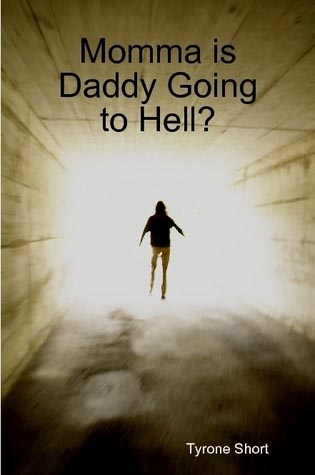 Momma is
Daddy Going
to Hell?
Tyrone Short